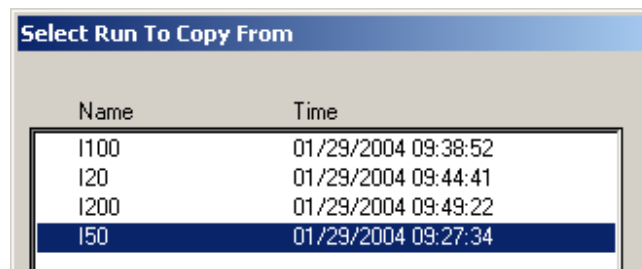 Select Run To Copy From
Name Time
I100 01/29/2004 09:38:52
I20 01/29/2004 09:44:41
I200 01/29/2004 09:49:22
I50 01/29/2004 09:27:34